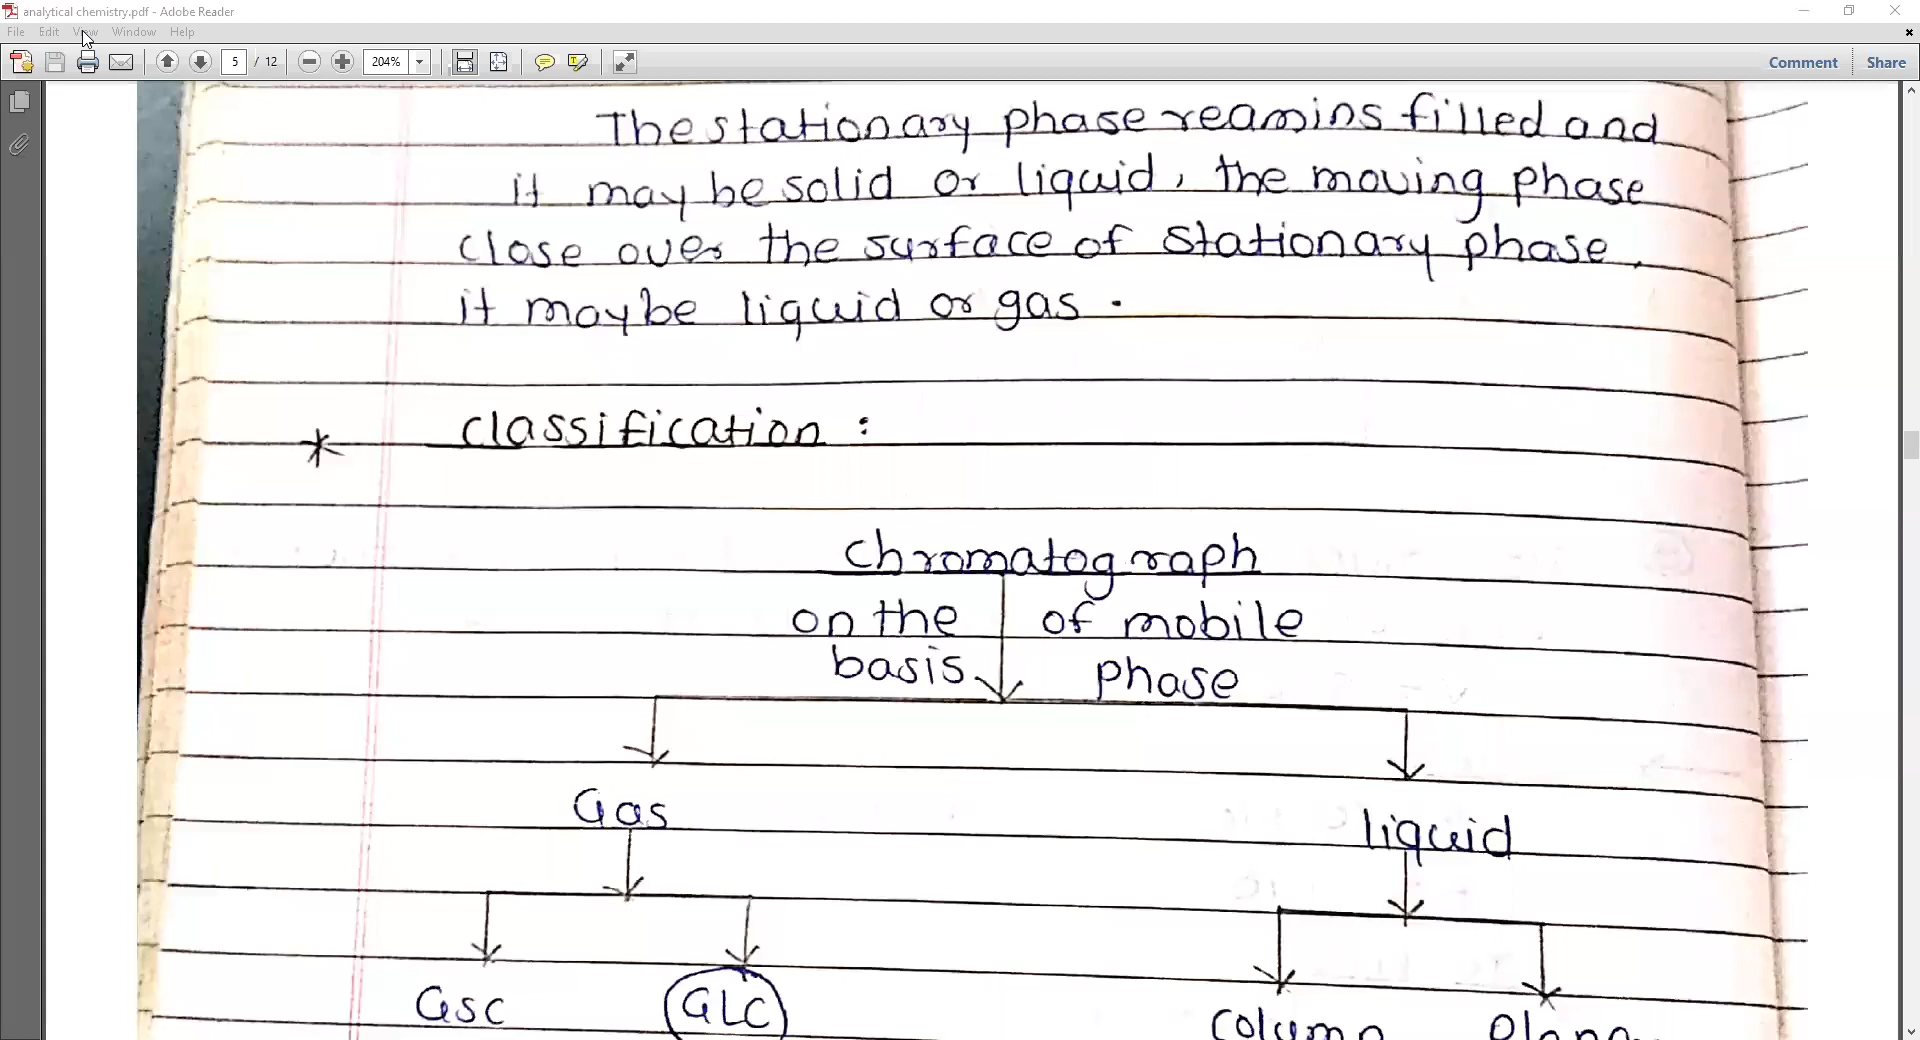 analytical chemistry.pdf - Adobe Reader
File Edit View Window Help
5 / 12 204% Comment Share
The stationary phase reamins filled and
it may be solid or liquid, the moving phase
close over the surface of stationary phase,
it may be liquid or gas .
* classification :
chromatograph
on the of mobile
basis phase
Gas
liquid
GSC GLC
column